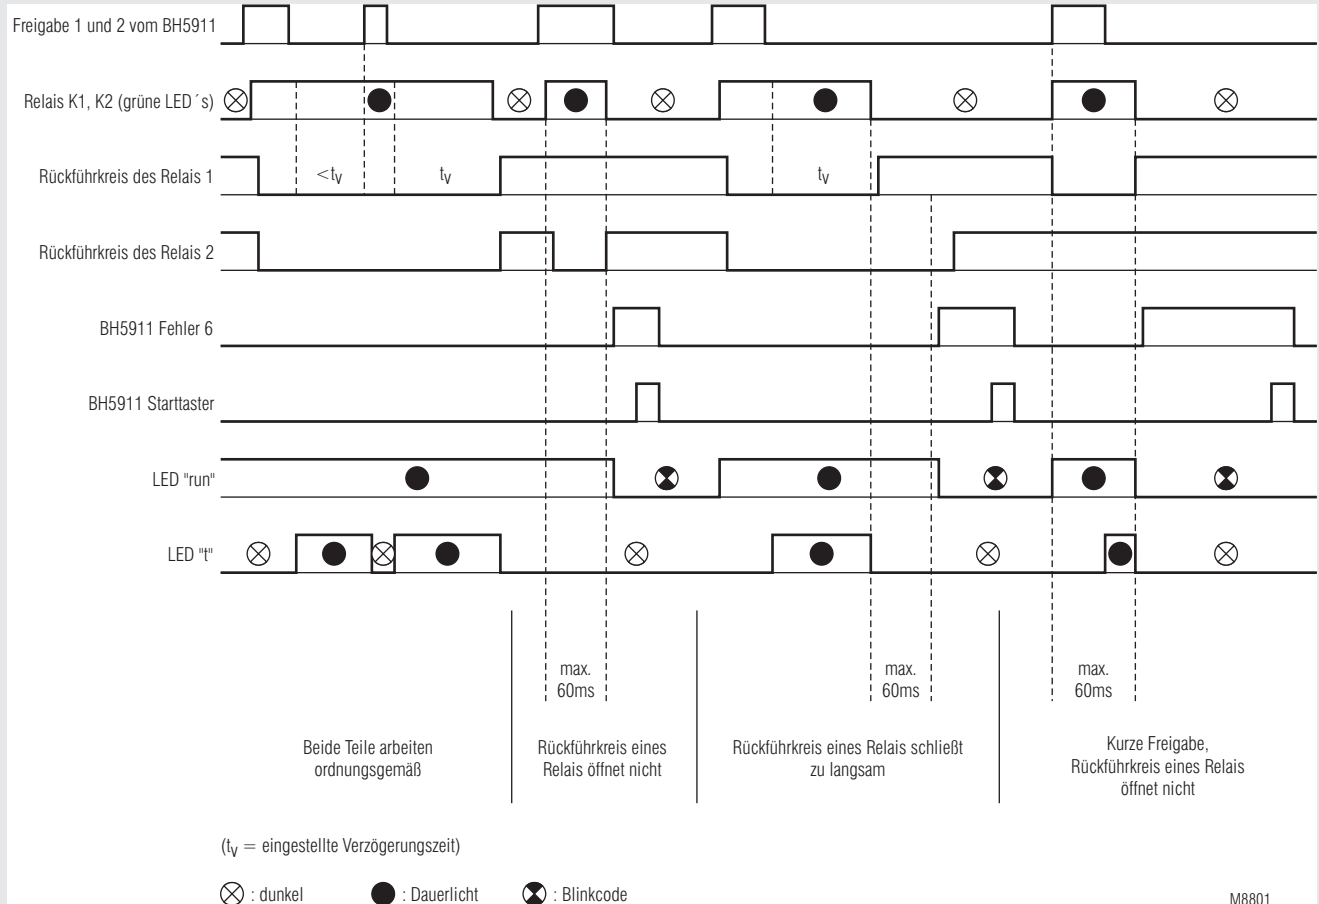 Freigabe 1 und 2 vom BH5911
Relais K1, K2 (grüne LED´s)
Rückführkreis des Relais 1
<tv
tv
tv
Rückführkreis des Relais 2
BH5911 Fehler 6
BH5911 Starttaster
LED "run"
LED "t"
max.
60ms
max.
60ms
max.
60ms
Beide Teile arbeiten
ordnungsgemäß
Rückführkreis eines
Relais öffnet nicht
Rückführkreis eines Relais schließt
zu langsam
Kurze Freigabe,
Rückführkreis eines Relais
öffnet nicht
(tv = eingestellte Verzögerungszeit)
: dunkel
: Dauerlicht
: Blinkcode
M8801